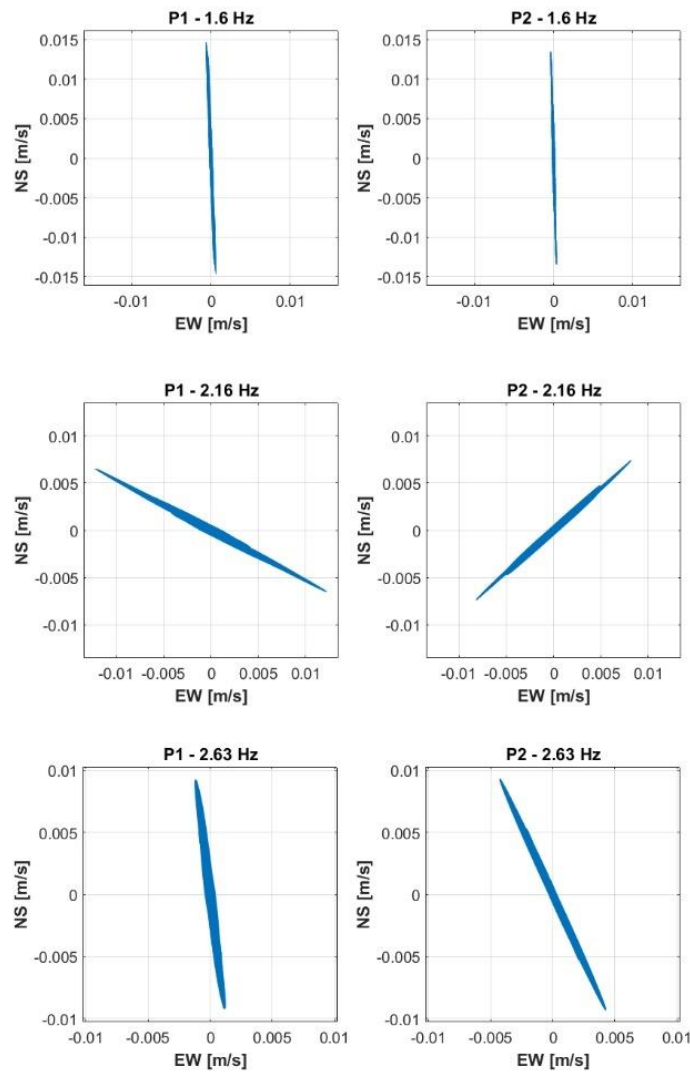 P1 - 1.6 Hz
0.015
0.01
0.005
0
-0.005
-0.01
-0.015
NS [m/s]
-0.01 0 0.01
EW [m/s]
P2 - 1.6 Hz
0.015
0.01
0.005
0
-0.005
-0.01
-0.015
NS [m/s]
-0.01 0 0.01
EW [m/s]
P1 - 2.16 Hz
0.01
0.005
0
-0.005
-0.01
NS [m/s]
-0.01 -0.005 0 0.005 0.01
EW [m/s]
P2 - 2.16 Hz
0.01
0.005
0
-0.005
-0.01
NS [m/s]
-0.01 -0.005 0 0.005 0.01
EW [m/s]
P1 - 2.63 Hz
0.01
0.005
0
-0.005
-0.01
NS [m/s]
-0.01 -0.005 0 0.005 0.01
EW [m/s]
P2 - 2.63 Hz
0.01
0.005
0
-0.005
-0.01
NS [m/s]
-0.01 -0.005 0 0.005 0.01
EW [m/s]